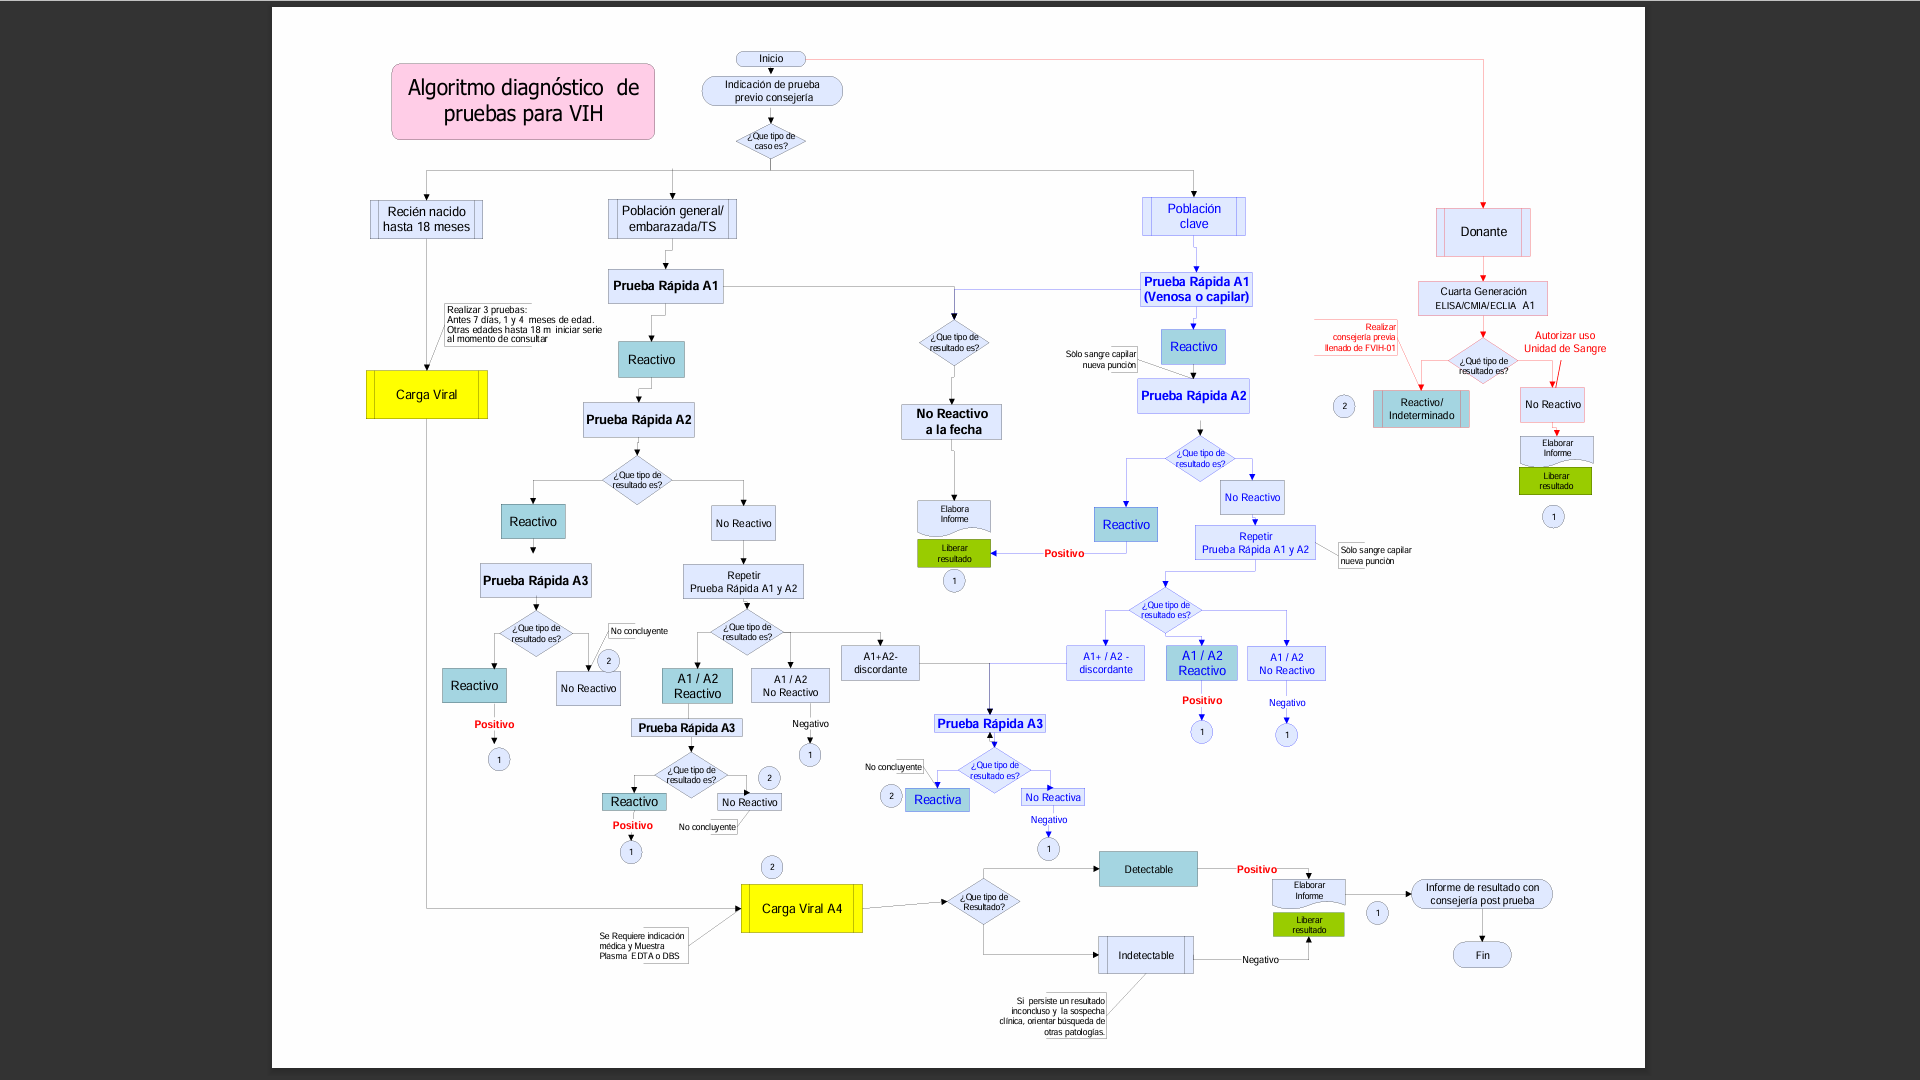 Algoritmo diagnóstico de
pruebas para VIH
Inicio
Indicación de prueba
previo consejería
¿Que tipo de
caso es?
Recién nacido
hasta 18 meses
Población general/
embarazada/TS
Población
clave
Donante
Prueba Rápida A1
Prueba Rápida A1
(Venosa o capilar)
Cuarta Generación
ELISA/CMIA/ECLIA A1
Realizar 3 pruebas:
Antes 7 días, 1 y 4 meses de edad.
Otras edades hasta 18 m iniciar serie
al momento de consultar
Reactivo
¿Que tipo de
resultado es?
Reactivo
Sólo sangre capilar
nueva punción
Realizar
consejería previa
llenado de FVIH-01
¿Qué tipo de
resultado es?
Autorizar uso
Unidad de Sangre
Carga Viral
Prueba Rápida A2
No Reactivo
a la fecha
Prueba Rápida A2
2
Reactivo/
Indeterminado
No Reactivo
Elaborar
Informe
Liberar
resultado
1
¿Que tipo de
resultado es?
¿Que tipo de
resultado es?
Reactivo
No Reactivo
Elabora
Informe
Liberar
resultado
1
Positivo
Reactivo
No Reactivo
Repetir
Prueba Rápida A1 y A2
Sólo sangre capilar
nueva punción
Prueba Rápida A3
Repetir
Prueba Rápida A1 y A2
¿Que tipo de
resultado es?
No concluyente
2
¿Que tipo de
resultado es?
¿Que tipo de
resultado es?
Reactivo
No Reactivo
A1 / A2
Reactivo
A1 / A2
No Reactivo
A1+A2-
discordante
A1+ / A2 -
discordante
A1 / A2
Reactivo
A1 / A2
No Reactivo
Positivo
1
Prueba Rápida A3
Negativo
1
Prueba Rápida A3
Positivo
1
Negativo
1
¿Que tipo de
resultado es?
2
Reactivo
No Reactivo
Positivo
No concluyente
1
No concluyente
2
¿Que tipo de
resultado es?
Reactiva
No Reactiva
Negativo
1
2
Carga Viral A4
Se Requiere indicación
médica y Muestra
Plasma EDTA o DBS
¿Que tipo de
Resultado?
Detectable
Positivo
Elaborar
Informe
Liberar
resultado
1
Informe de resultado con
consejería post prueba
Fin
Indetectable
Negativo
Si persiste un resultado
inconcluso y la sospecha
clínica, orientar búsqueda de
otras patologías.